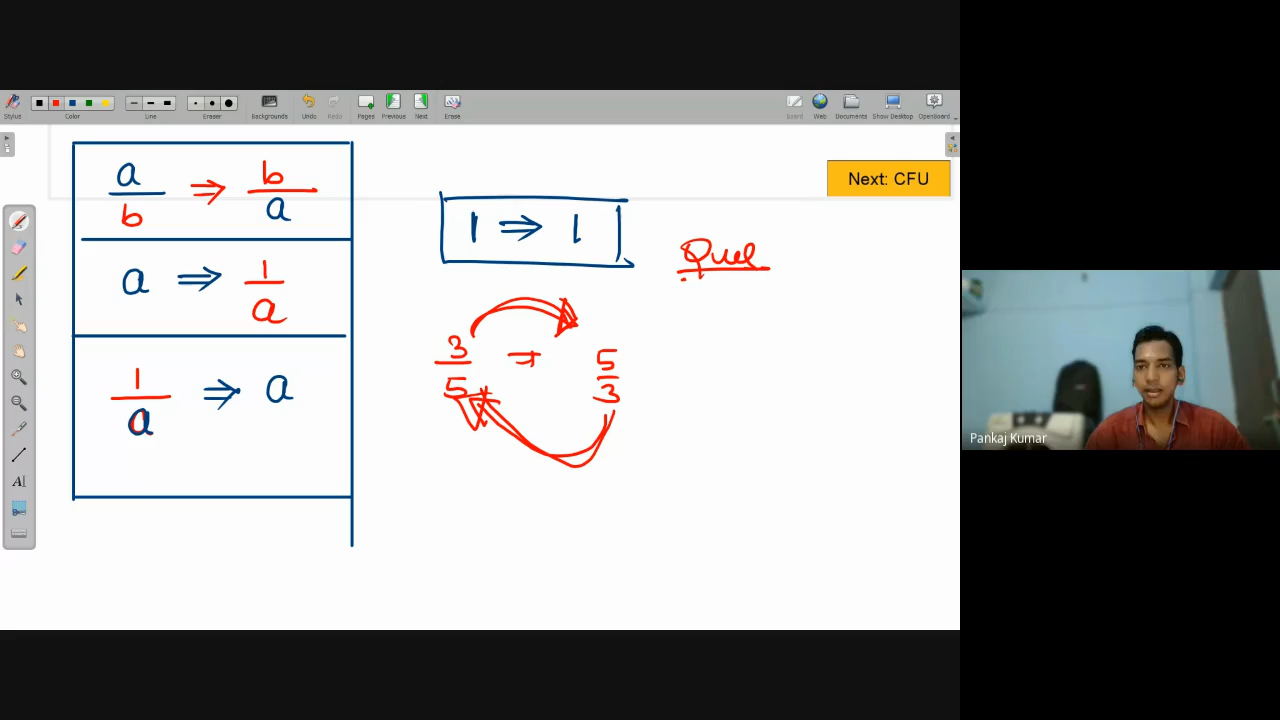 Stylus
Color
Line
Eraser
Backgrounds
Undo
Redo
Pages
Previous
Next
Erase
Board
Web
Documents
Show Desktop
OpenBoard
Next: CFU
a/b ⇒ b/a
a ⇒ 1/a
1/a ⇒ a
1 ⇒ 1
Ques
3/5 → 5/3
Pankaj Kumar